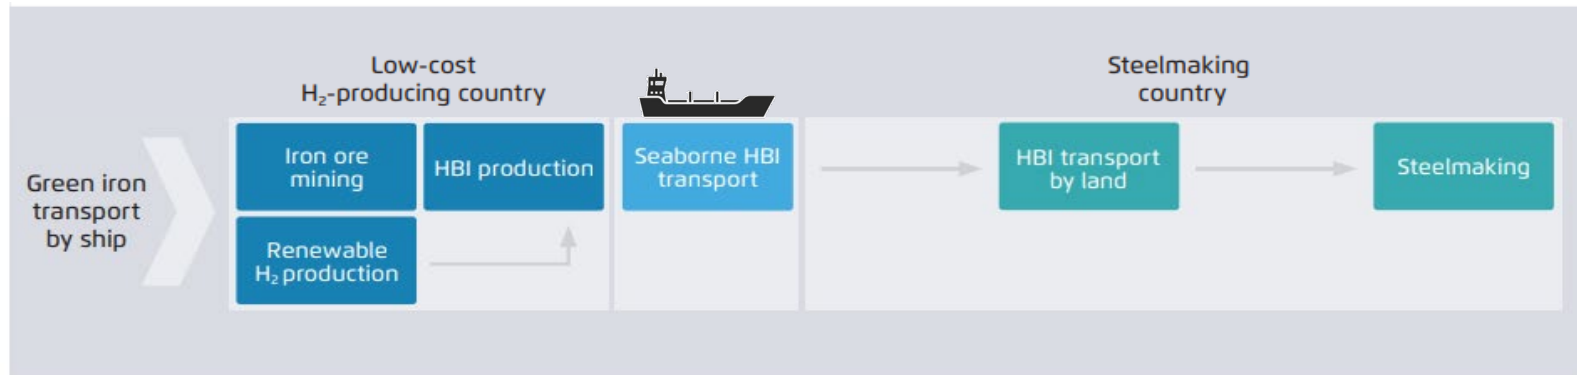 Low-cost
H₂-producing country
Steelmaking
country
Green iron
transport
by ship
Iron ore
mining
HBI production
Seaborne HBI
transport
HBI transport
by land
Steelmaking
Renewable
H₂ production